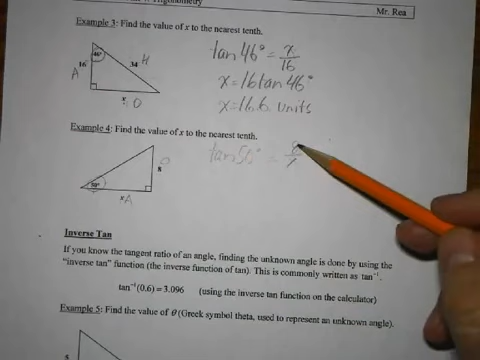 Mr. Rea
Example 3: Find the value of x to the nearest tenth.
tan 46° = x/16
46°
A 16
34 H
x = 16 tan 46°
x O
x = 16.6 units
Example 4: Find the value of x to the nearest tenth.
tan 50° = 8/x
8 O
50°
x A
Inverse Tan
If you know the tangent ratio of an angle, finding the unknown angle is done by using the
"inverse tan" function (the inverse function of tan). This is commonly written as tan⁻¹.
tan⁻¹(0.6) = 3.096 (using the inverse tan function on the calculator)
Example 5: Find the value of θ (Greek symbol theta, used to represent an unknown angle).